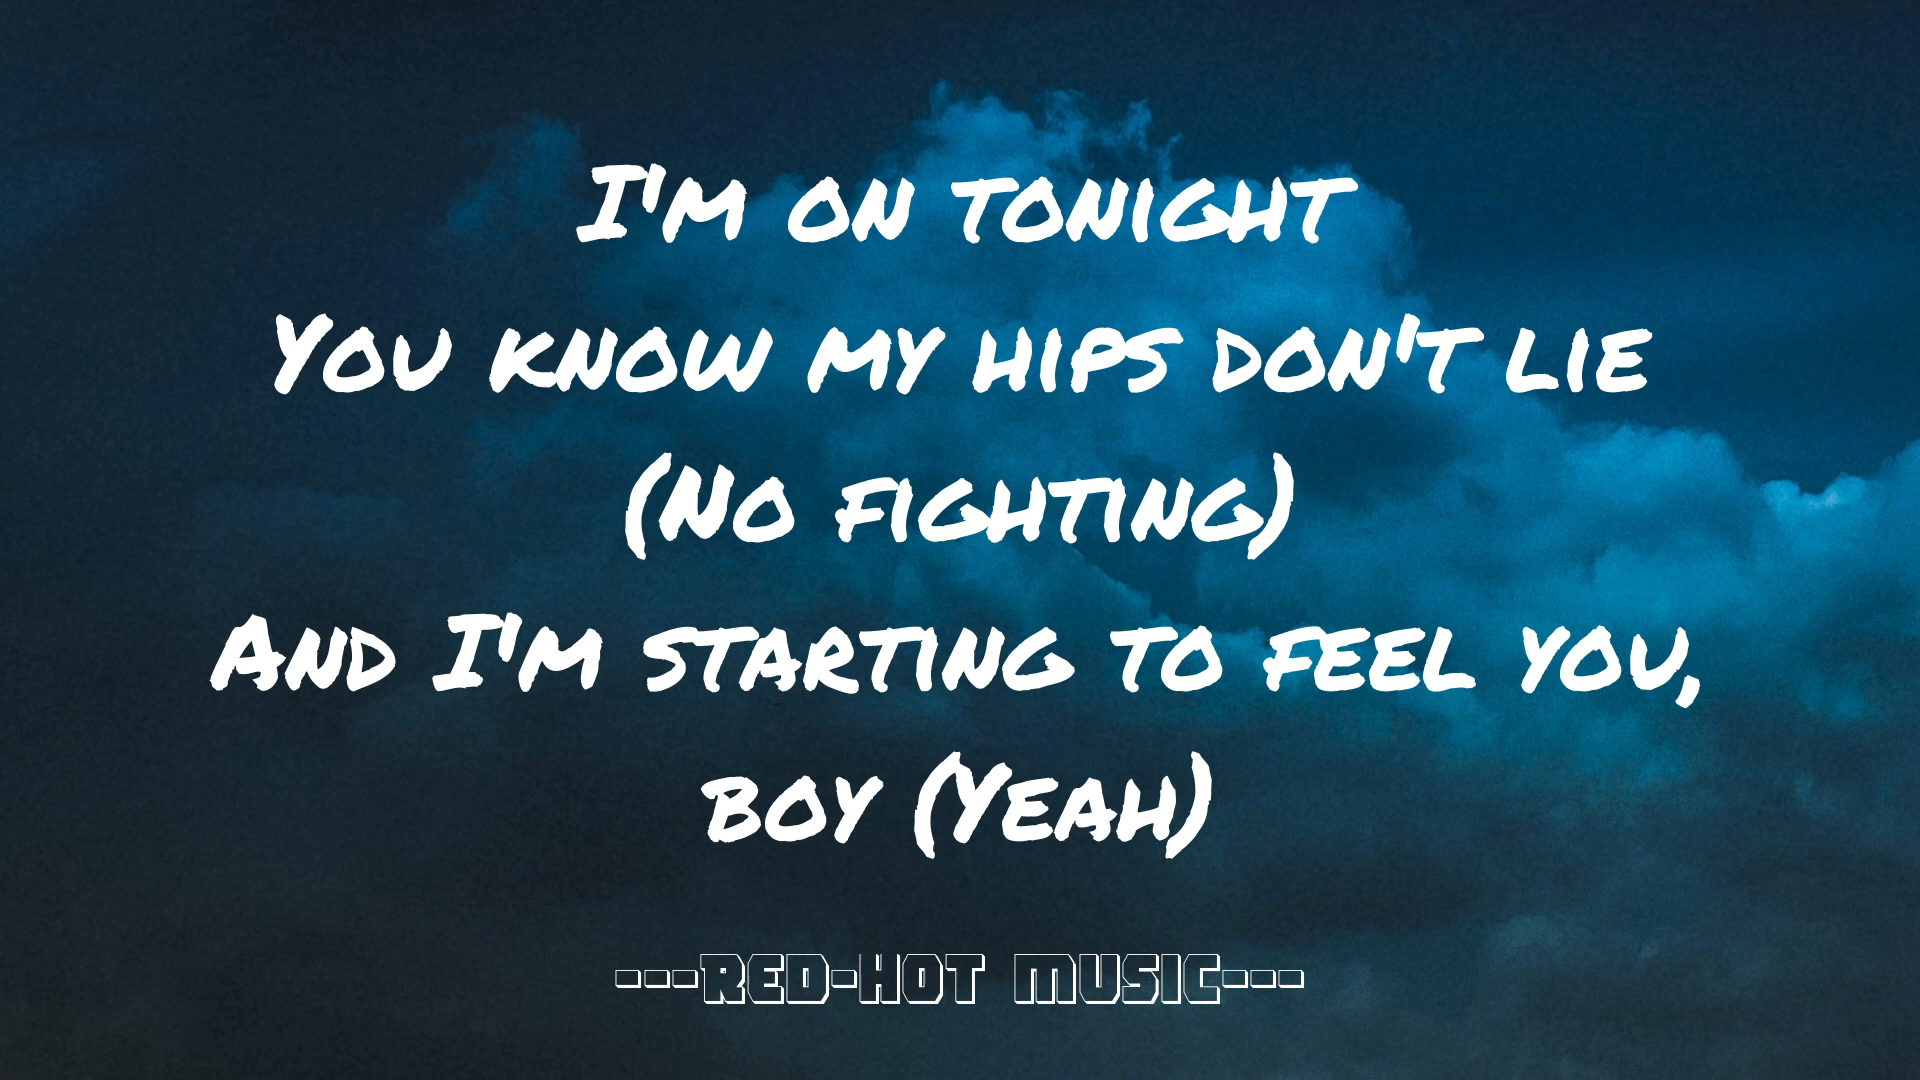 I'm on tonight
You know my hips don't lie
(No fighting)
And I'm starting to feel you,
boy (Yeah)
---RED-HOT MUSIC---